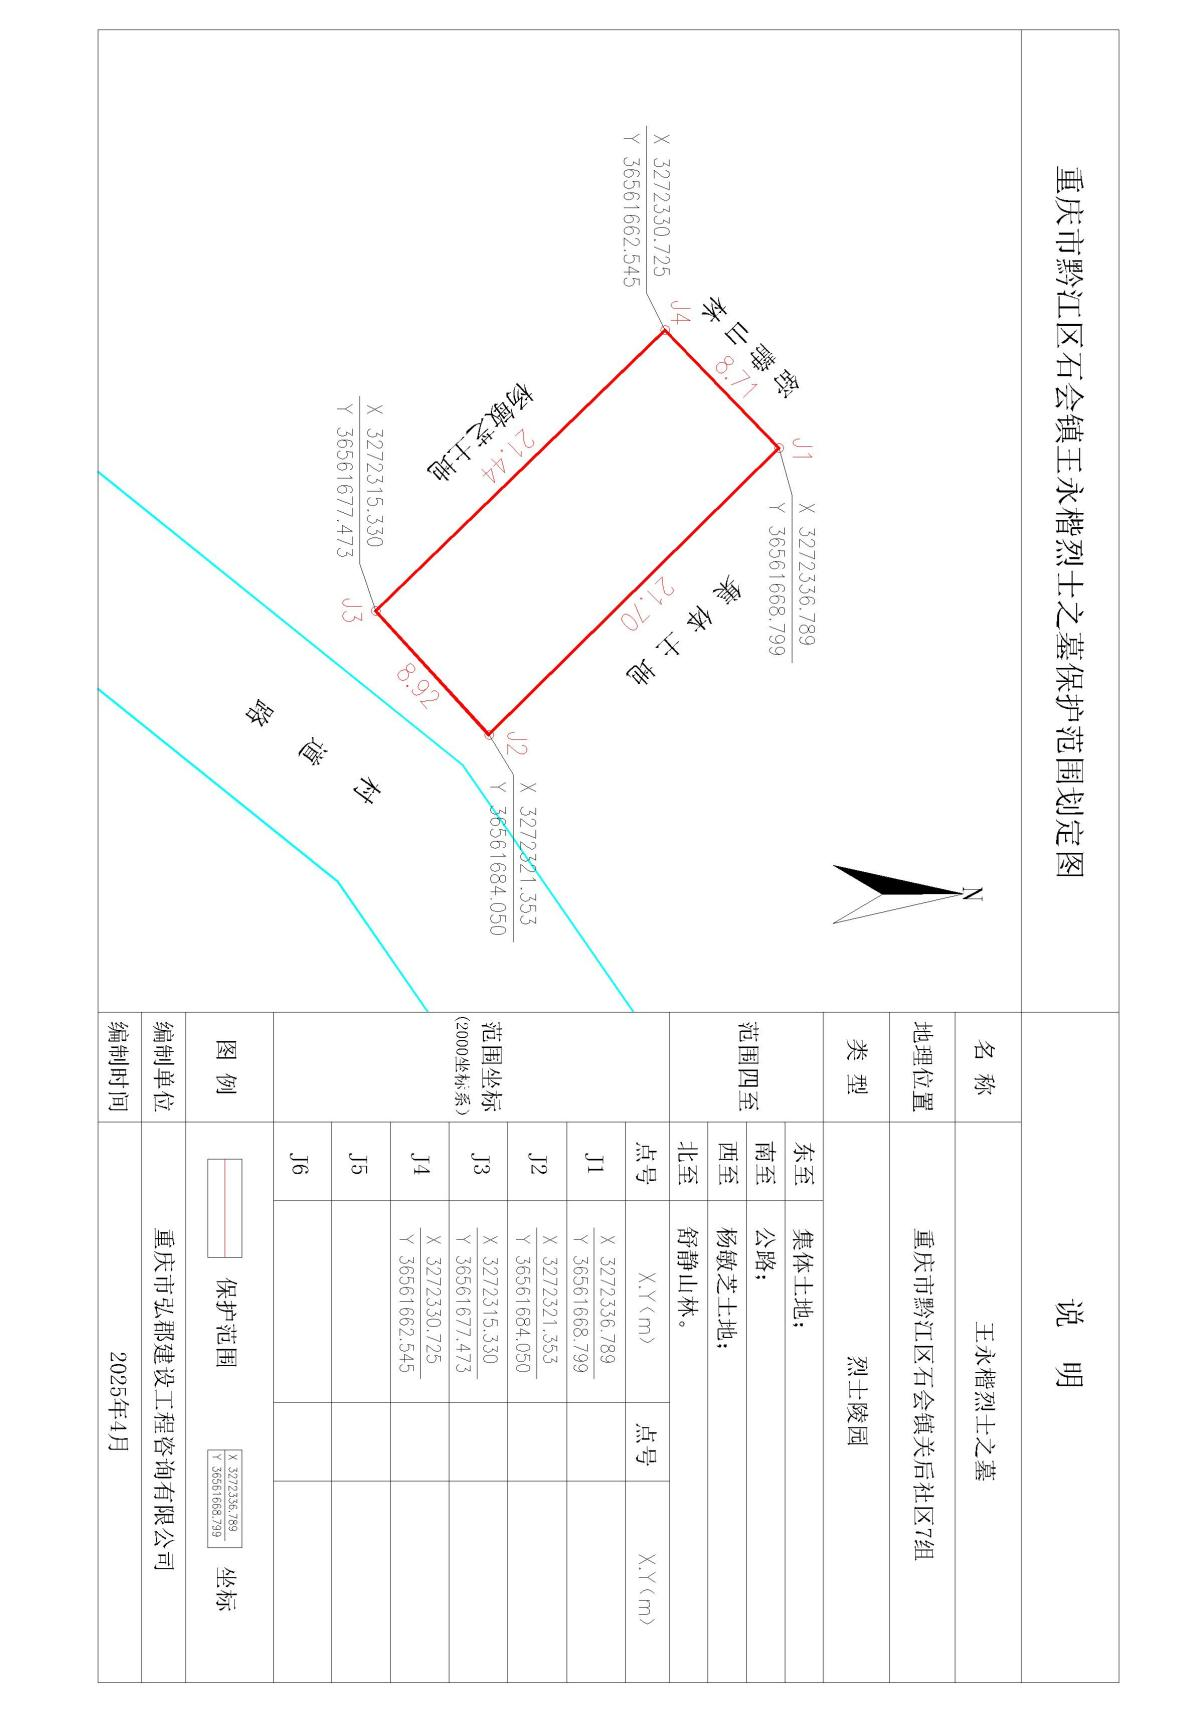 重庆市黔江区石会镇王永楷烈士之墓保护范围划定图
N
X 3272330.725
Y 36561662.545
J4
舒静山林
8.71
J1
X 3272336.789
Y 36561668.799
杨敏芝土地
21.44
集体土地
21.70
X 3272315.330
Y 36561677.473
J3
8.92
J2
X 3272321.353
Y 36561684.050
村道路
说 明
名 称 王永楷烈士之墓
地理位置 重庆市黔江区石会镇关后社区7组
类 型 烈士陵园
范围四至
东至 集体土地；
南至 公路；
西至 杨敏芝土地；
北至 舒静山林。
范围坐标
(2000坐标系)
点号 X.Y(m) 点号 X.Y(m)
J1 X 3272336.789
Y 36561668.799
J2 X 3272321.353
Y 36561684.050
J3 X 3272315.330
Y 36561677.473
J4 X 3272330.725
Y 36561662.545
J5
J6
图 例 保护范围
X 3272336.789
Y 36561668.799
坐标
编制单位 重庆市弘郡建设工程咨询有限公司
编制时间 2025年4月